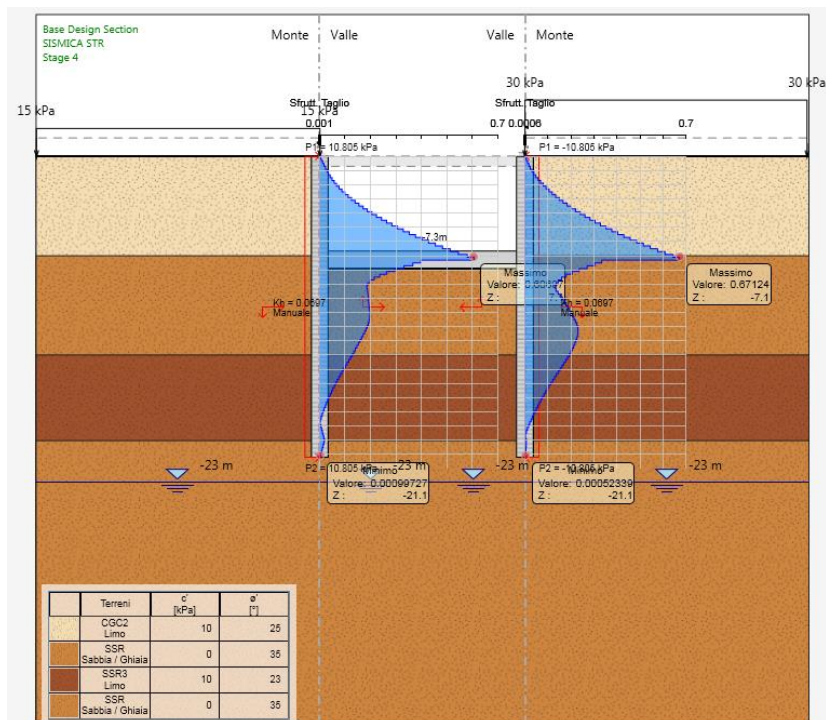 Base Design Section
SISMICA STR
Stage 4
Monte Valle
Valle Monte
30 kPa
30 kPa
15 kPa
15 kPa
Sfrutt. Taglio
Sfrutt. Taglio
0.001
0.7
0.0006
0.7
P1 = 10.805 kPa
P1 = -10.805 kPa
-7.3m
Massimo
Valore:
Z :
Massimo
Valore: 0.67124
Z : -7.1
Kh = 0.0697
Manuale
Kh = 0.0697
Manuale
-23 m
-23 m
-23 m
-23 m
P2 = 10.805 kPa
P2 = -10.805 kPa
Minimo
Valore: 0.00099727
Z : -21.1
Minimo
Valore: 0.00052339
Z : -21.1
Terreni c' [kPa] ø' [°]
CGC2 Limo 10 25
SSR Sabbia / Ghiaia 0 35
SSR3 Limo 10 23
SSR Sabbia / Ghiaia 0 35